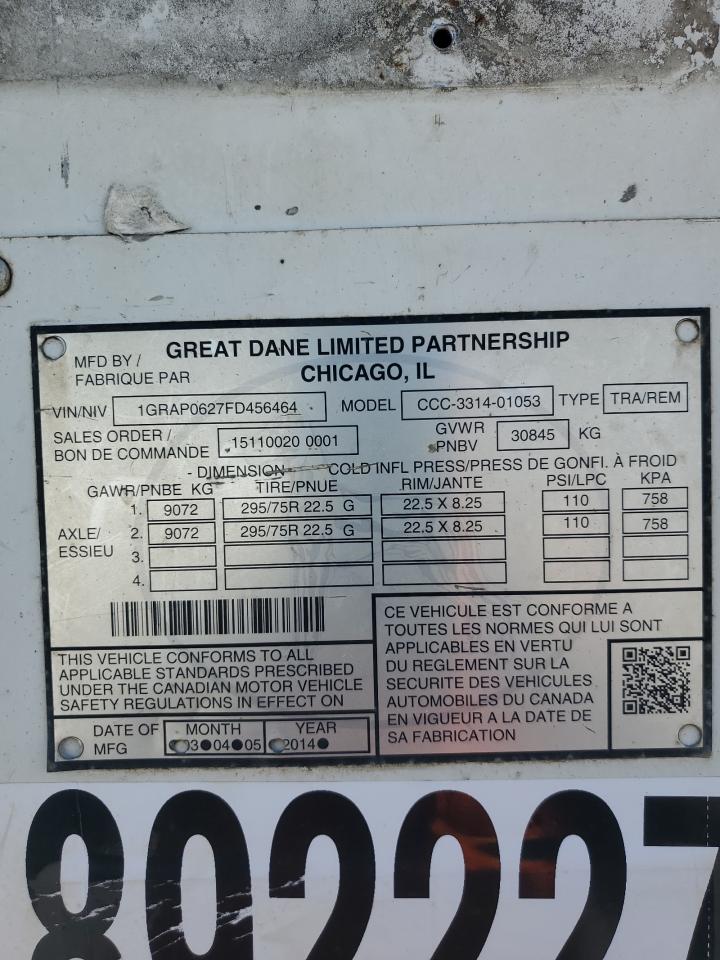 MFD BY /
FABRIQUE PAR
GREAT DANE LIMITED PARTNERSHIP
CHICAGO, IL
VIN/NIV 1GRAP0627FD456464 MODEL CCC-3314-01053 TYPE TRA/REM
SALES ORDER /
BON DE COMMANDE 15110020 0001
GVWR
PNBV 30845 KG
- DIMENSION COLD INFL PRESS/PRESS DE GONFI. À FROID
GAWR/PNBE KG TIRE/PNUE RIM/JANTE PSI/LPC KPA
AXLE/
ESSIEU
1. 9072 295/75R 22.5 G 22.5 X 8.25 110 758
2. 9072 295/75R 22.5 G 22.5 X 8.25 110 758
3.
4.
THIS VEHICLE CONFORMS TO ALL
APPLICABLE STANDARDS PRESCRIBED
UNDER THE CANADIAN MOTOR VEHICLE
SAFETY REGULATIONS IN EFFECT ON
DATE OF
MFG
MONTH YEAR
03 04 05 2014
CE VEHICULE EST CONFORME A
TOUTES LES NORMES QUI LUI SONT
APPLICABLES EN VERTU
DU REGLEMENT SUR LA
SECURITE DES VEHICULES
AUTOMOBILES DU CANADA
EN VIGUEUR A LA DATE DE
SA FABRICATION
892227